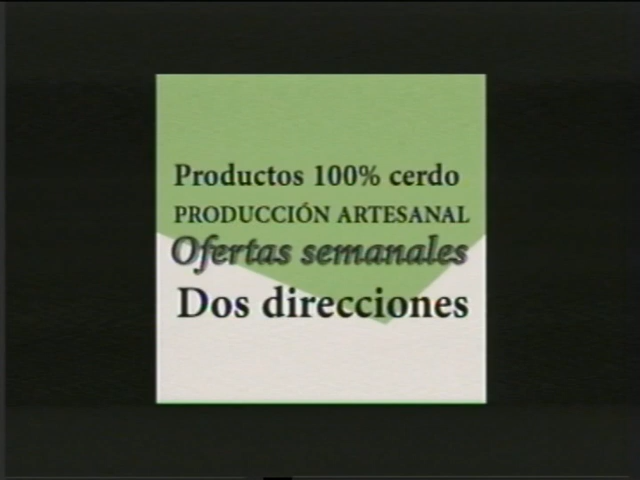 Productos 100% cerdo
PRODUCCIÓN ARTESANAL
Ofertas semanales
Dos direcciones